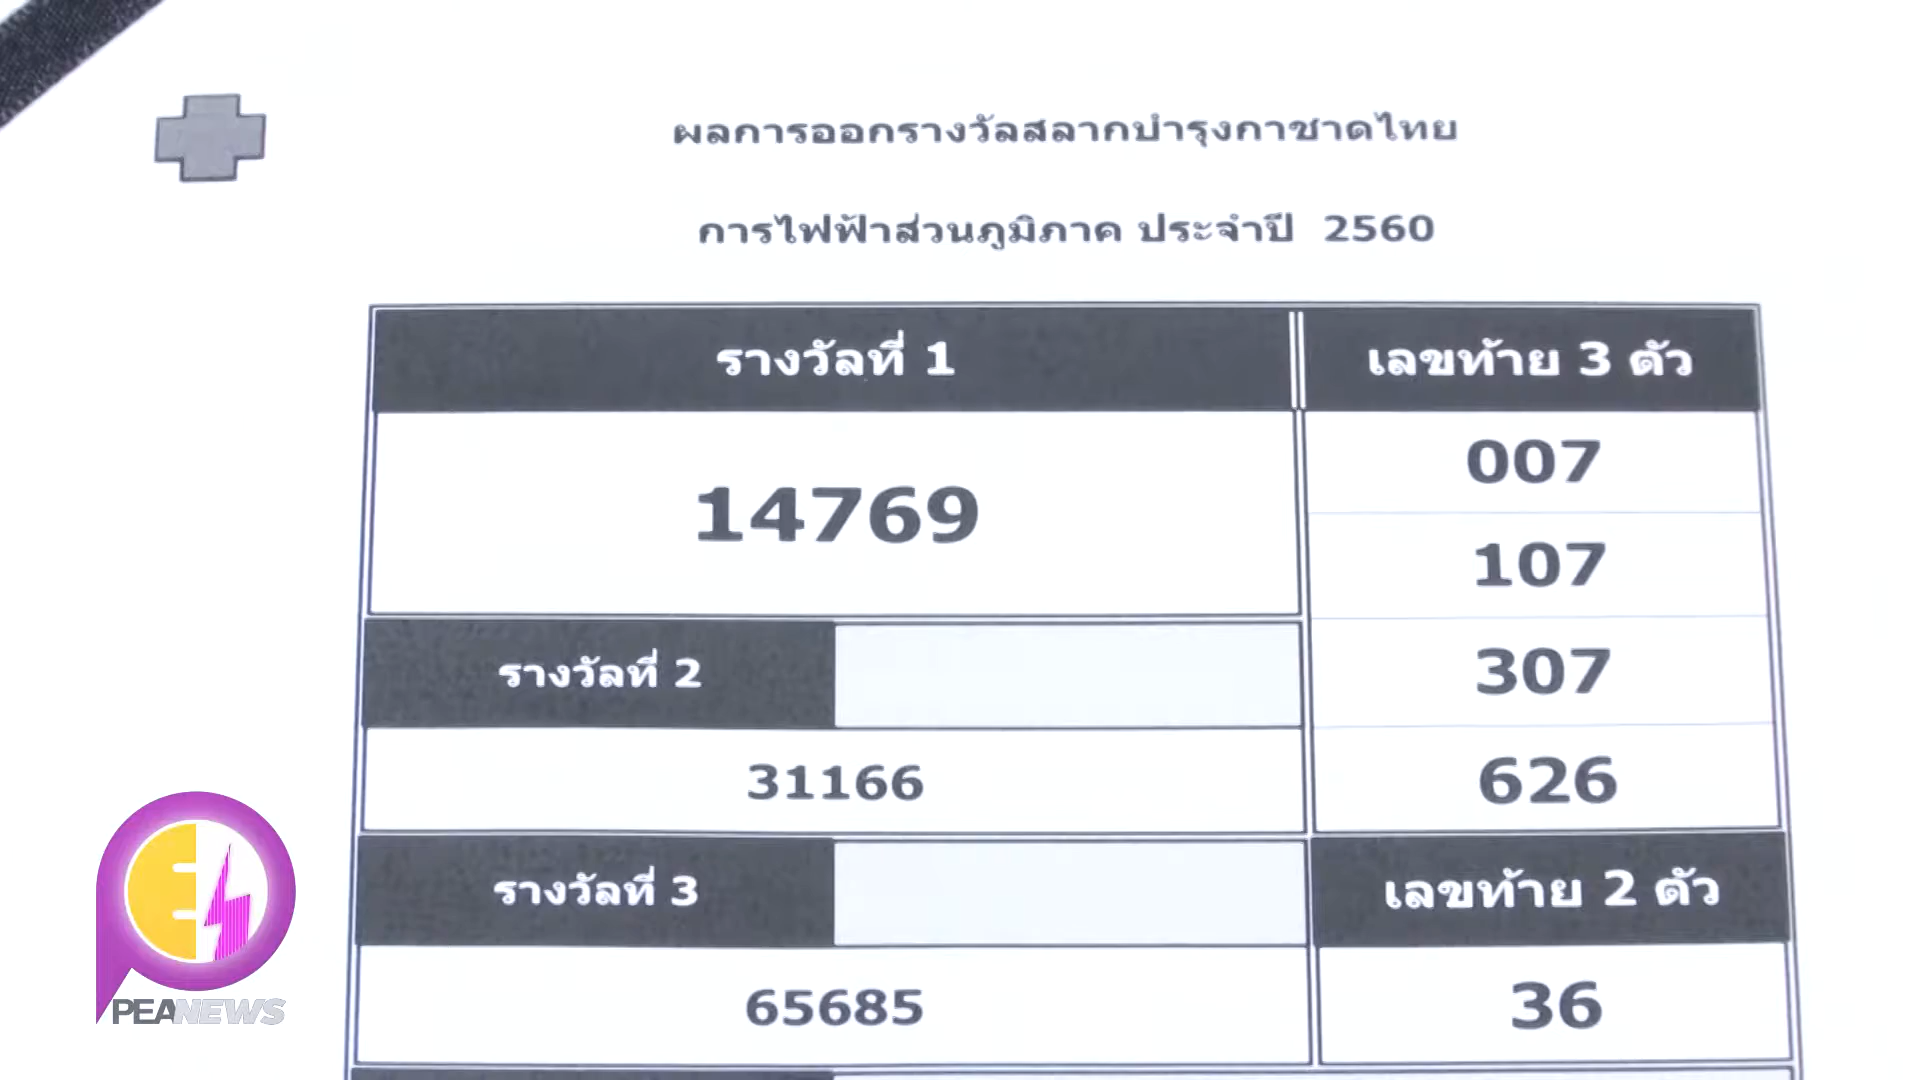 ผลการออกรางวัลสลากบำรุงกาชาดไทย
การไฟฟ้าส่วนภูมิภาค ประจำปี 2560
รางวัลที่ 1
14769
เลขท้าย 3 ตัว
007
107
307
626
รางวัลที่ 2
31166
รางวัลที่ 3
65685
เลขท้าย 2 ตัว
36
PEANEWS